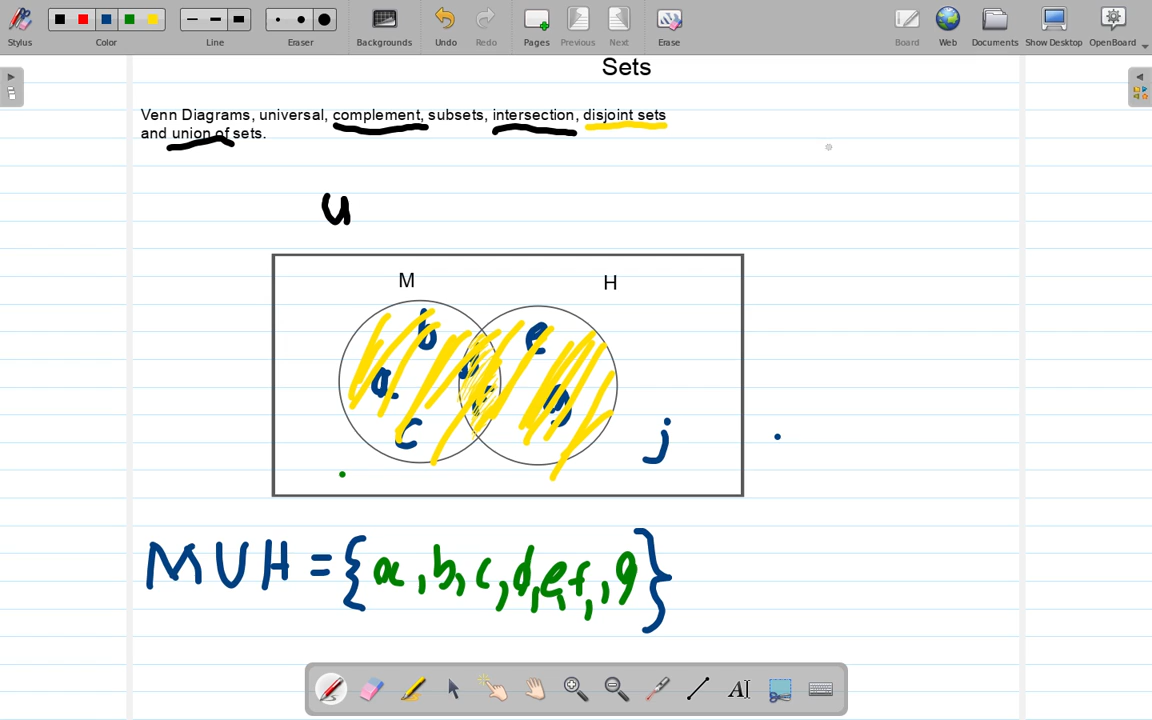 Stylus Color Line Eraser Backgrounds Undo Redo Pages Previous Next Erase Board Web Documents Show Desktop OpenBoard
Sets
Venn Diagrams, universal, complement, subsets, intersection, disjoint sets
and union of sets.
U
M H
b e
a
g
c j
M U H = {a, b, c, d, e, f, g}
AI